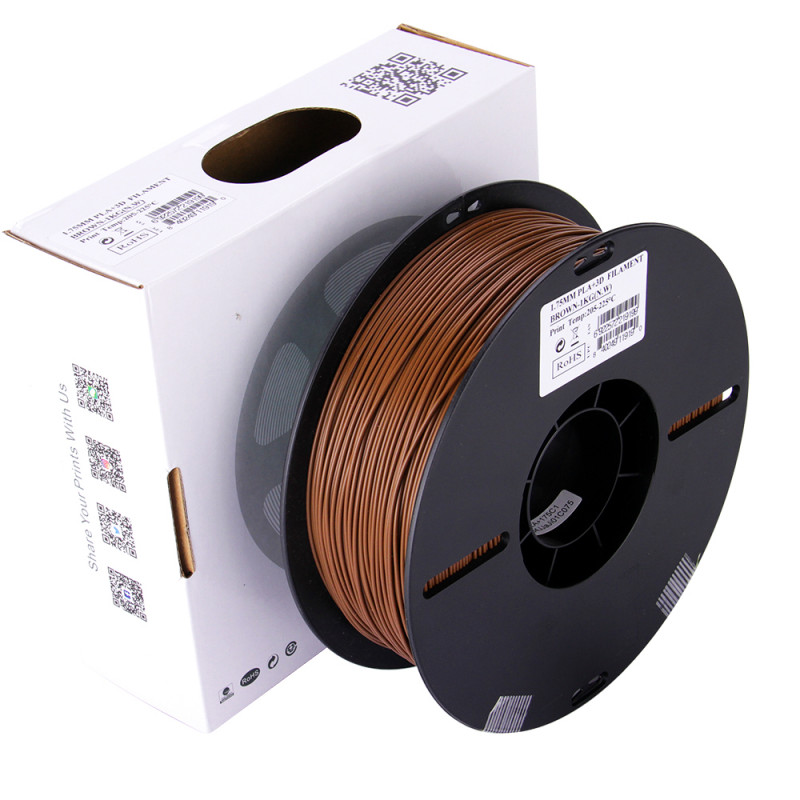 1.75MM PLA+3D FILAMENT
BROWN-1KG(N.W)
Print Temp:205-225°C
RoHS
Share Your Prints With Us
RoHS
1.75MM PLA+3D FILAMENT
BROWN-1KG(N.W)
Print Temp:205-225°C
RoHS